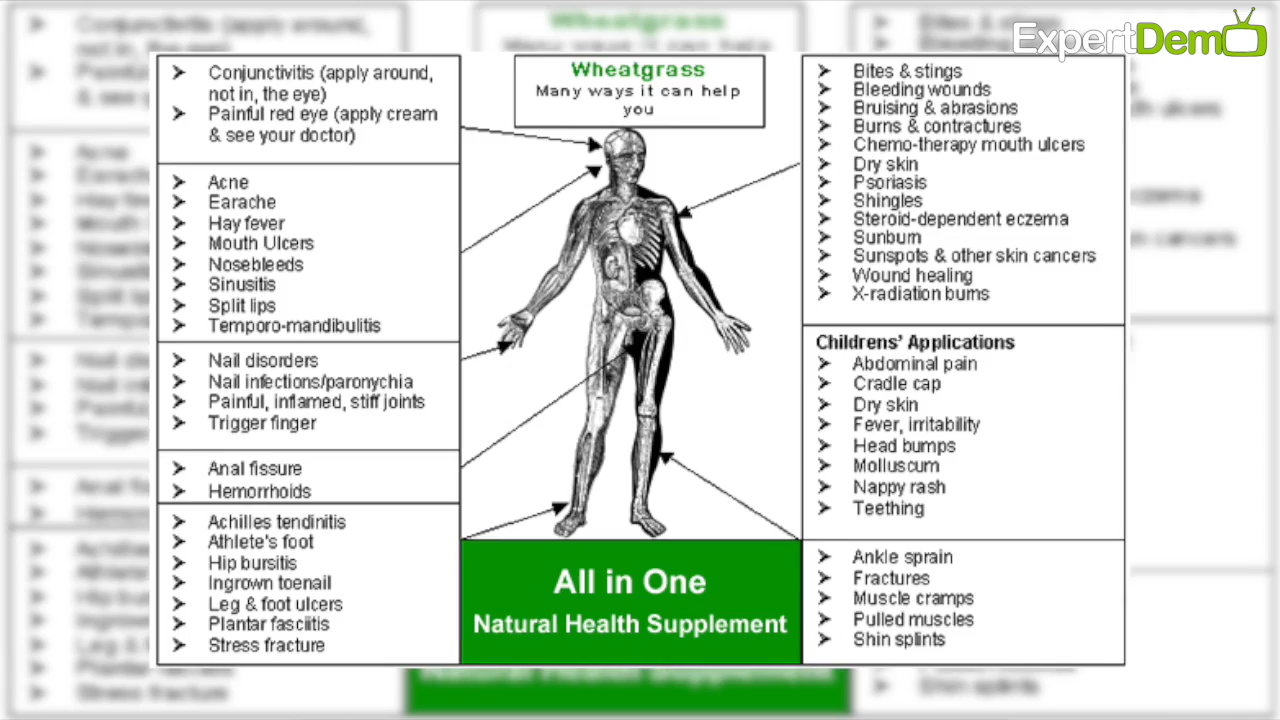 ExpertDem
Wheatgrass
Many ways it can help
you
Conjunctivitis (apply around,
not in, the eye)
Painful red eye (apply cream
& see your doctor)
Acne
Earache
Hay fever
Mouth Ulcers
Nosebleeds
Sinusitis
Split lips
Temporo-mandibulitis
Nail disorders
Nail infections/paronychia
Painful, inflamed, stiff joints
Trigger finger
Anal fissure
Hemorrhoids
Achilles tendinitis
Athlete's foot
Hip bursitis
Ingrown toenail
Leg & foot ulcers
Plantar fasciitis
Stress fracture
Bites & stings
Bleeding wounds
Bruising & abrasions
Burns & contractures
Chemo-therapy mouth ulcers
Dry skin
Psoriasis
Shingles
Steroid-dependent eczema
Sunburn
Sunspots & other skin cancers
Wound healing
X-radiation burns
Childrens' Applications
Abdominal pain
Cradle cap
Dry skin
Fever, irritability
Head bumps
Molluscum
Nappy rash
Teething
Ankle sprain
Fractures
Muscle cramps
Pulled muscles
Shin splints
All in One
Natural Health Supplement